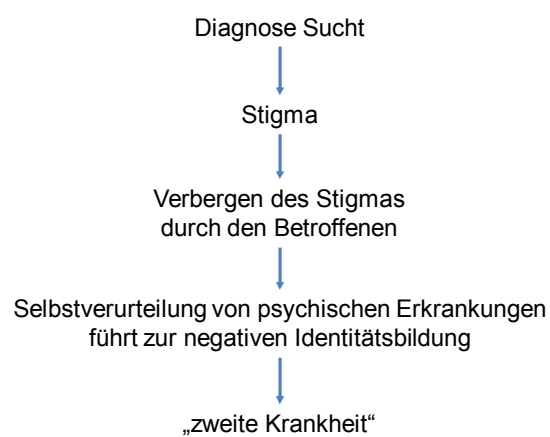 Diagnose Sucht
Stigma
Verbergen des Stigmas
durch den Betroffenen
Selbstverurteilung von psychischen Erkrankungen
führt zur negativen Identitätsbildung
„zweite Krankheit“